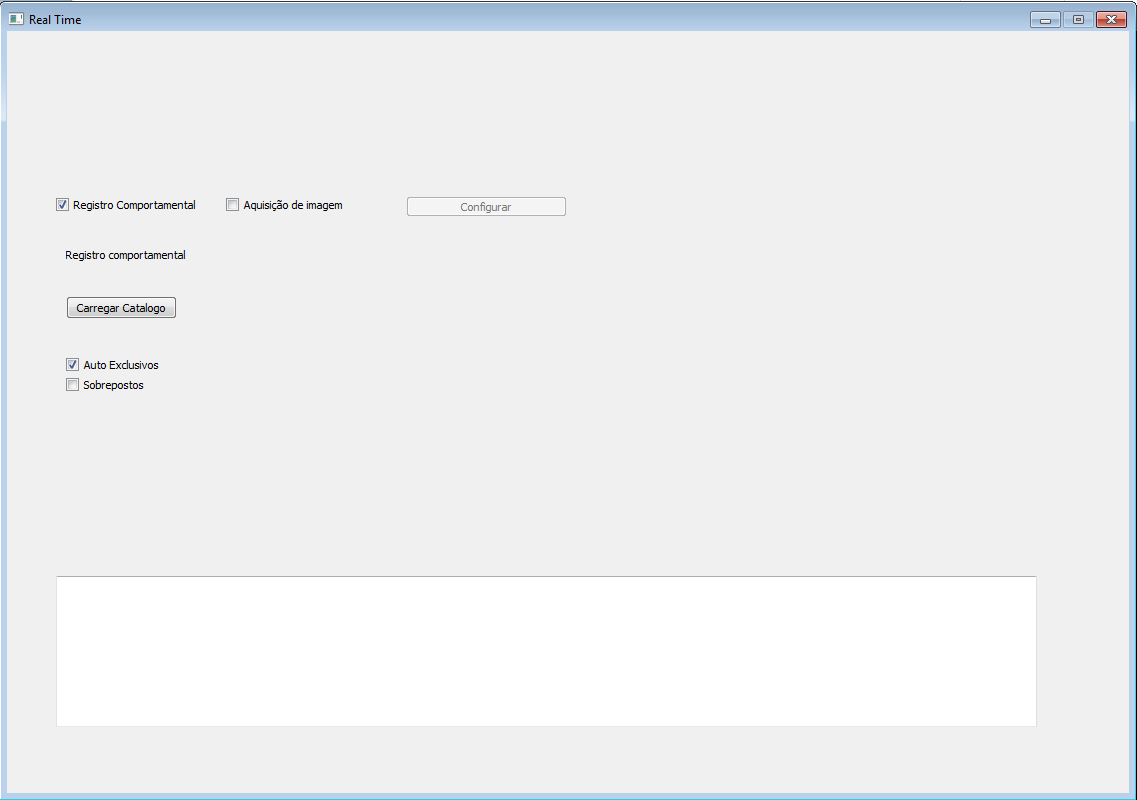 Real Time
Registro Comportamental
Aquisição de imagem
Configurar
Registro comportamental
Carregar Catalogo
Auto Exclusivos
Sobrepostos